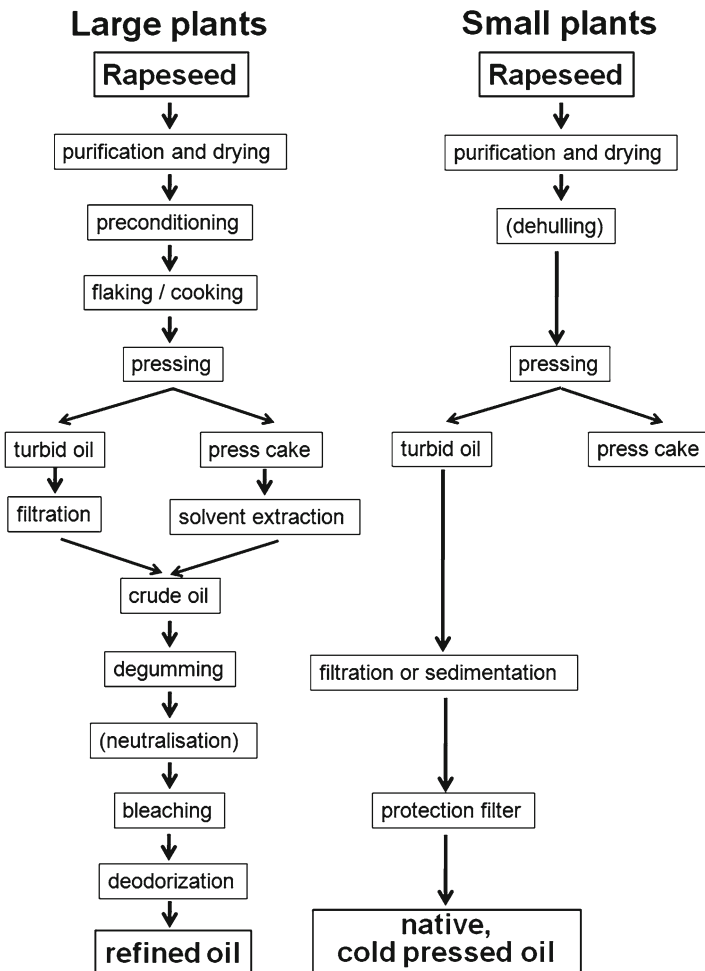 Large plants
Rapeseed
purification and drying
preconditioning
flaking / cooking
pressing
turbid oil
press cake
filtration
solvent extraction
crude oil
degumming
(neutralisation)
bleaching
deodorization
refined oil
Small plants
Rapeseed
purification and drying
(dehulling)
pressing
turbid oil
press cake
filtration or sedimentation
protection filter
native,
cold pressed oil